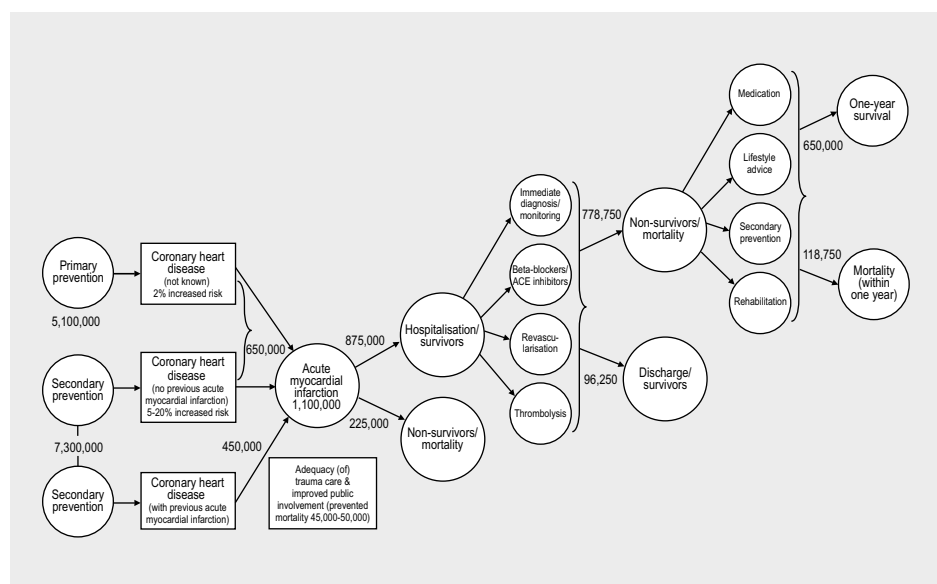 Primary
prevention
5,100,000
Coronary heart
disease
(not known)
2% increased risk
650,000
Secondary
prevention
7,300,000
Coronary heart
disease
(no previous acute
myocardial infarction)
5-20% increased risk
Secondary
prevention
Coronary heart
disease
(with previous acute
myocardial infarction)
450,000
Acute
myocardial
infarction
1,100,000
Adequacy (of)
trauma care &
improved public
involvement (prevented
mortality 45,000-50,000)
875,000
225,000
Hospitalisation/
survivors
Non-survivors/
mortality
Immediate
diagnosis/
monitoring
Beta-blockers/
ACE inhibitors
Revascu-
larisation
Thrombolysis
778,750
96,250
Non-survivors/
mortality
Discharge/
survivors
Medication
Lifestyle
advice
Secondary
prevention
Rehabilitation
650,000
118,750
One-year
survival
Mortality
(within
one year)